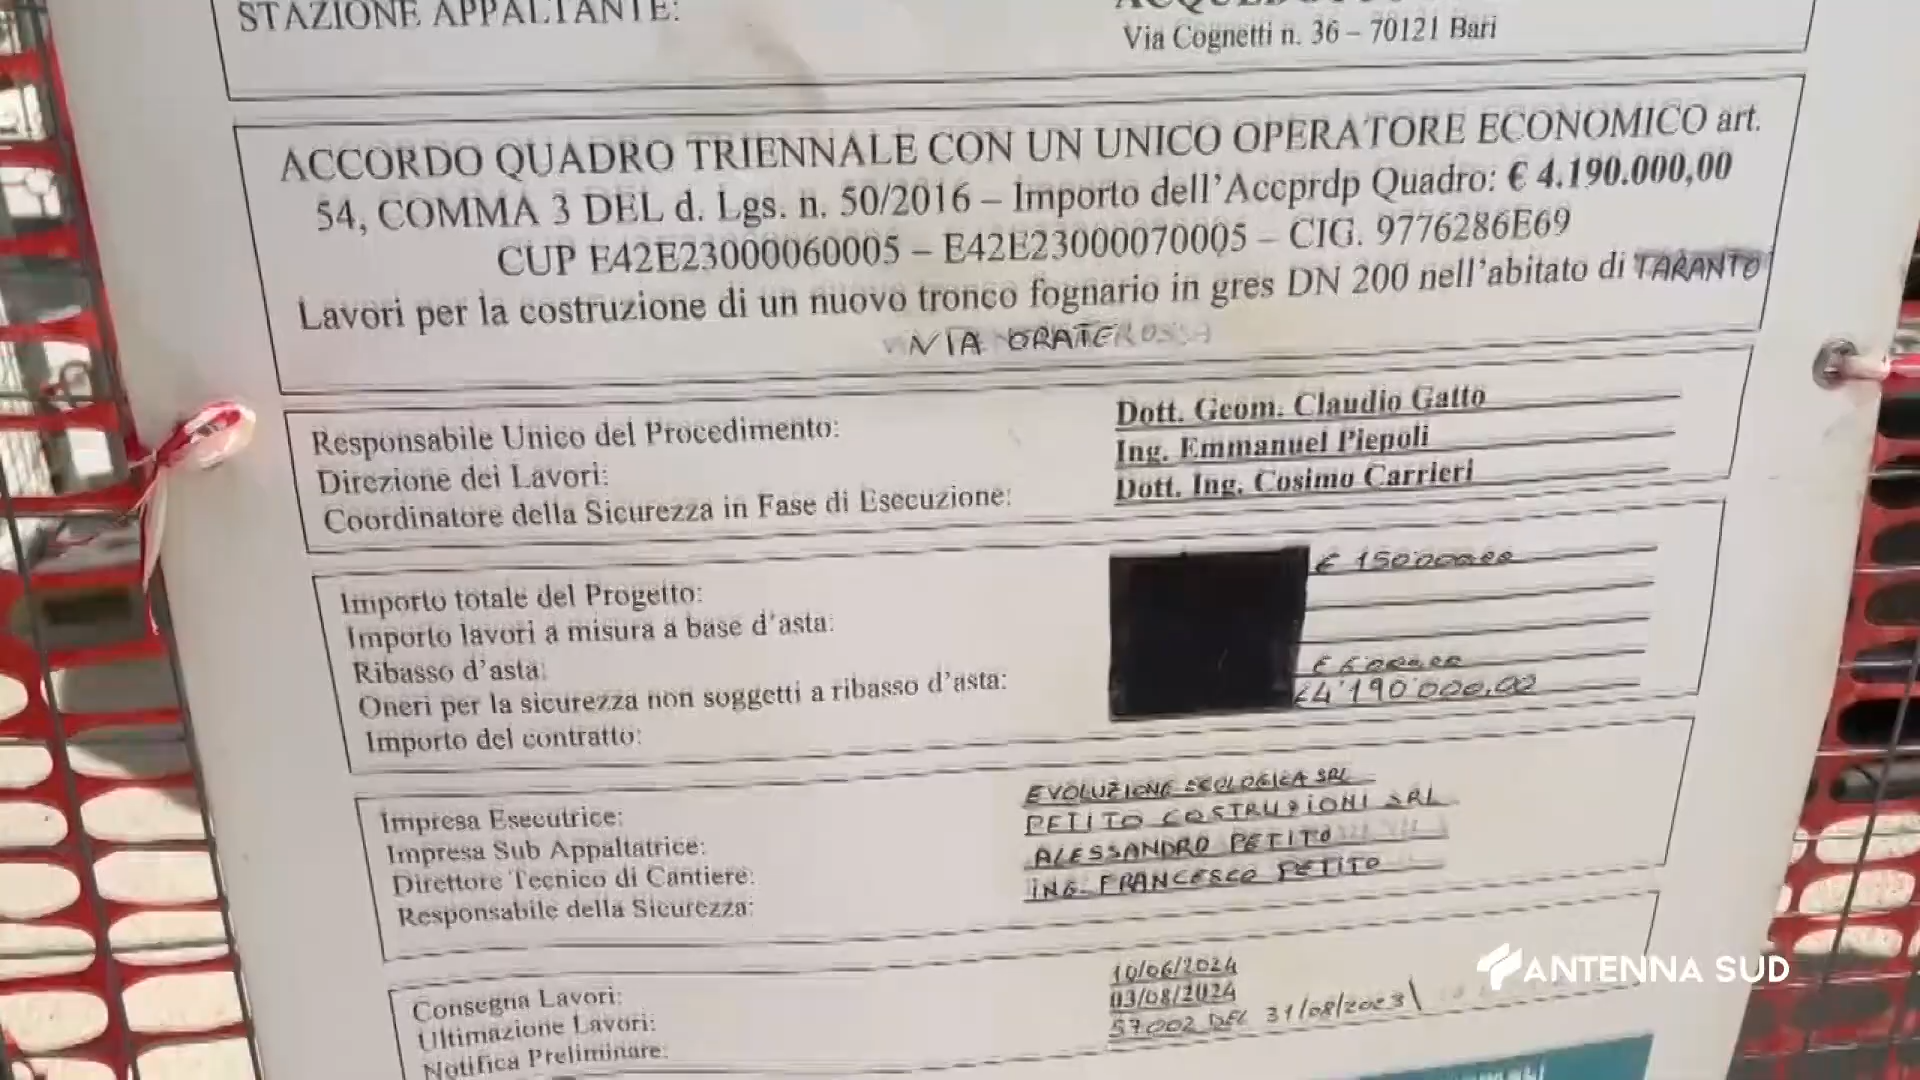 STAZIONE APPALTANTE:
Via Cognetti n. 36 – 70121 Bari
ACCORDO QUADRO TRIENNALE CON UN UNICO OPERATORE ECONOMICO art.
54, COMMA 3 DEL d. Lgs. n. 50/2016 – Importo dell'Accprdp Quadro: € 4.190.000,00
CUP E42E23000060005 – E42E23000070005 – CIG. 9776286E69
Lavori per la costruzione di un nuovo tronco fognario in gres DN 200 nell'abitato di TARANTO
VIA
Responsabile Unico del Procedimento: Dott. Geom. Claudio Gatto
Direzione dei Lavori: Ing. Emmanuel Piepoli
Coordinatore della Sicurezza in Fase di Esecuzione: Dott. Ing. Cosimo Carrieri
Importo totale del Progetto:
Importo lavori a misura a base d'asta:
Ribasso d'asta:
Oneri per la sicurezza non soggetti a ribasso d'asta:
Importo del contratto: €4'190'000,00
Impresa Esecutrice: EVOLUZIONE ECOLOGICA SRL
Impresa Sub Appaltatrice: PETITO COSTRUZIONI SRL
Direttore Tecnico di Cantiere: ALESSANDRO PETITO
Responsabile della Sicurezza: ING. FRANCESCO PETITO
Consegna Lavori: 10/06/2024
Ultimazione Lavori: 03/08/2024
Notifica Preliminare: 57002 DEL 31/08/2023
ANTENNA SUD